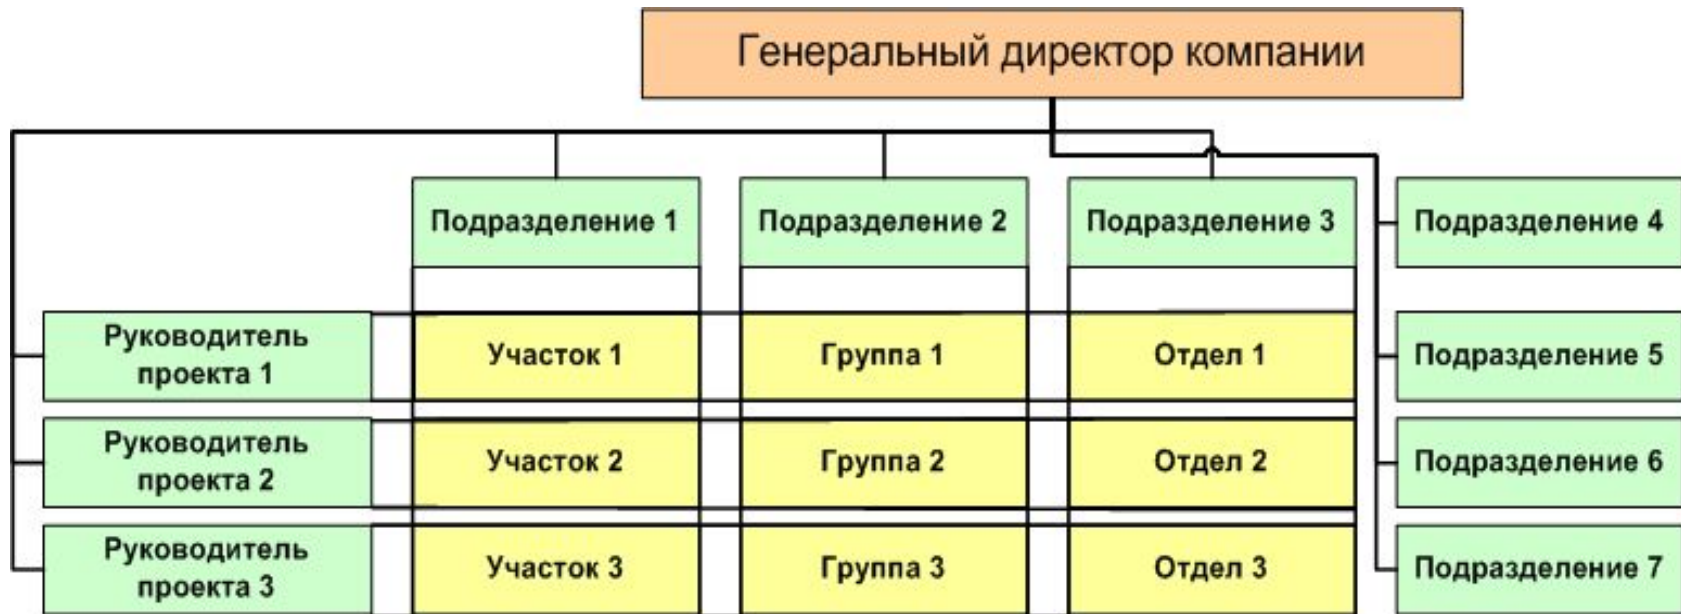 Генеральный директор компании
Подразделение 1
Подразделение 2
Подразделение 3
Подразделение 4
Руководитель
проекта 1
Участок 1
Группа 1
Отдел 1
Подразделение 5
Руководитель
проекта 2
Участок 2
Группа 2
Отдел 2
Подразделение 6
Руководитель
проекта 3
Участок 3
Группа 3
Отдел 3
Подразделение 7